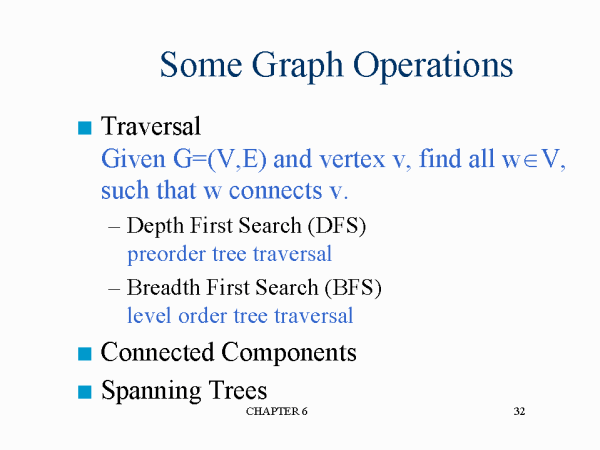 Some Graph Operations
Traversal
Given G=(V,E) and vertex v, find all w∈V,
such that w connects v.
– Depth First Search (DFS)
preorder tree traversal
– Breadth First Search (BFS)
level order tree traversal
Connected Components
Spanning Trees
CHAPTER 6
32